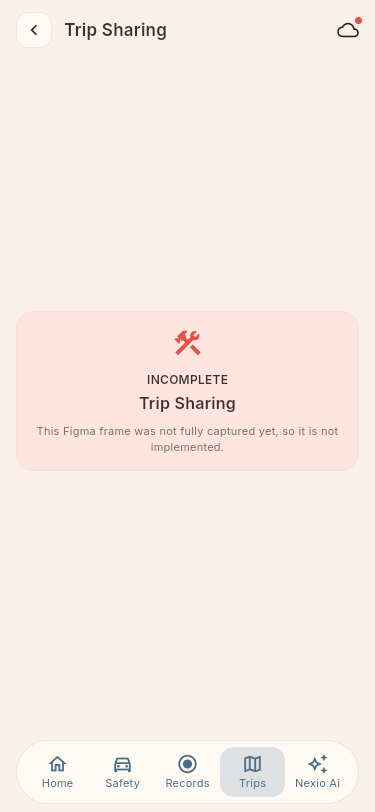 Trip Sharing
INCOMPLETE
Trip Sharing
This Figma frame was not fully captured yet, so it is not
implemented.
Home
Safety
Records
Trips
Nexio Ai